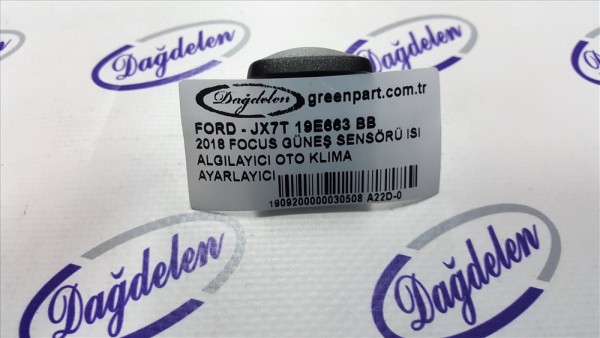 Dağdelen
Dağdelen
Dağdelen greenpart.com.tr
FORD - JX7T 19E663 BB
2018 FOCUS GÜNEŞ SENSÖRÜ ISI
ALGILAYICI OTO KLIMA
AYARLAYICI
1909200000030508 A22D-0
Dağdelen
Dağdelen